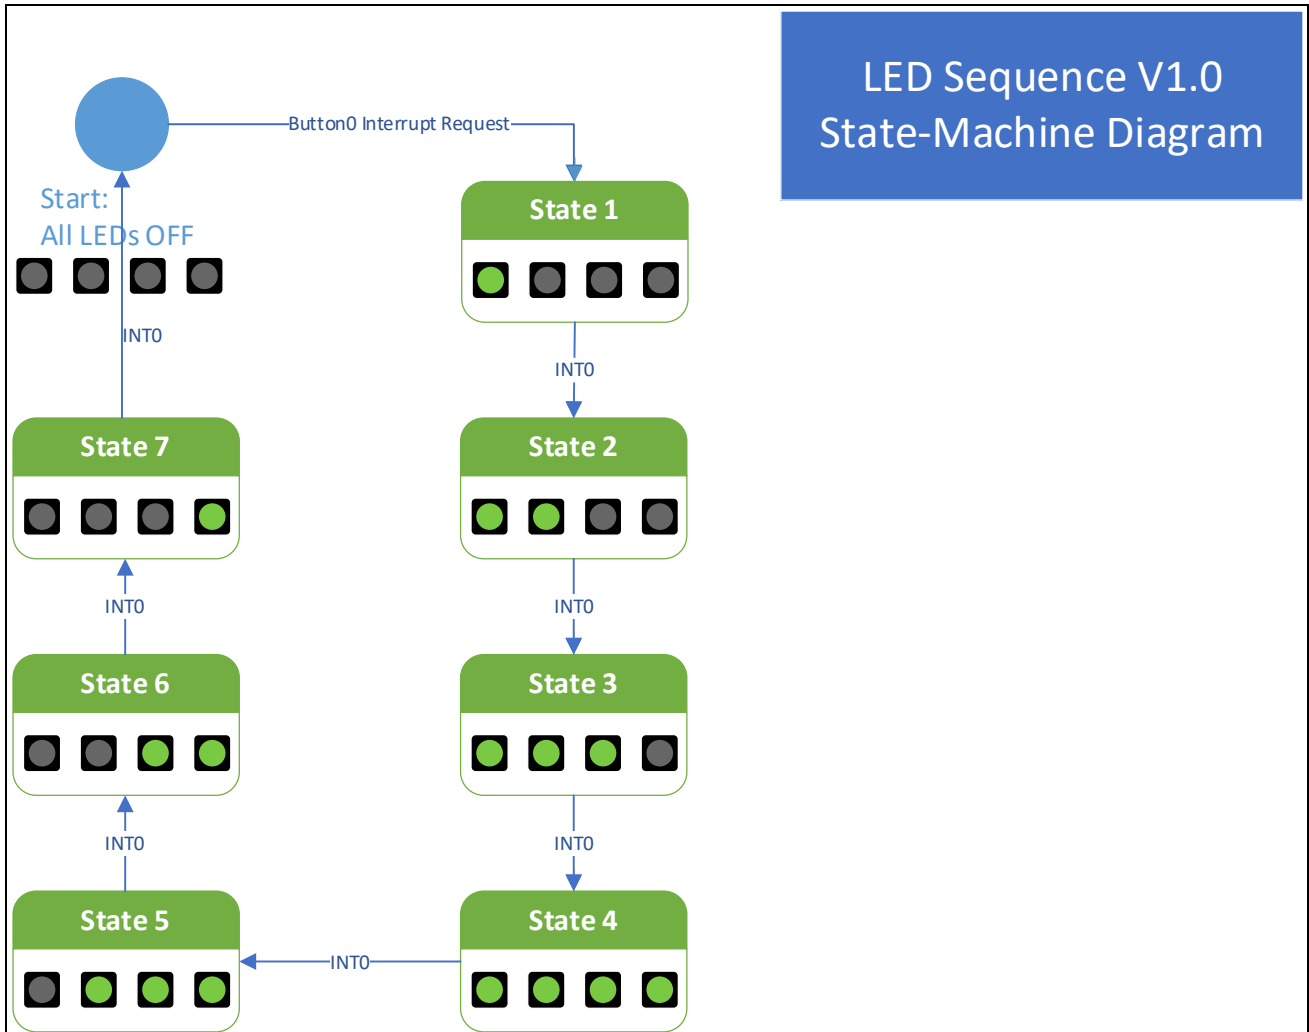 LED Sequence V1.0
State-Machine Diagram
Button0 Interrupt Request
Start:
All LEDs OFF
State 1
INT0
INT0
State 7
State 2
INT0
INT0
State 6
State 3
INT0
INT0
State 5
State 4
INT0